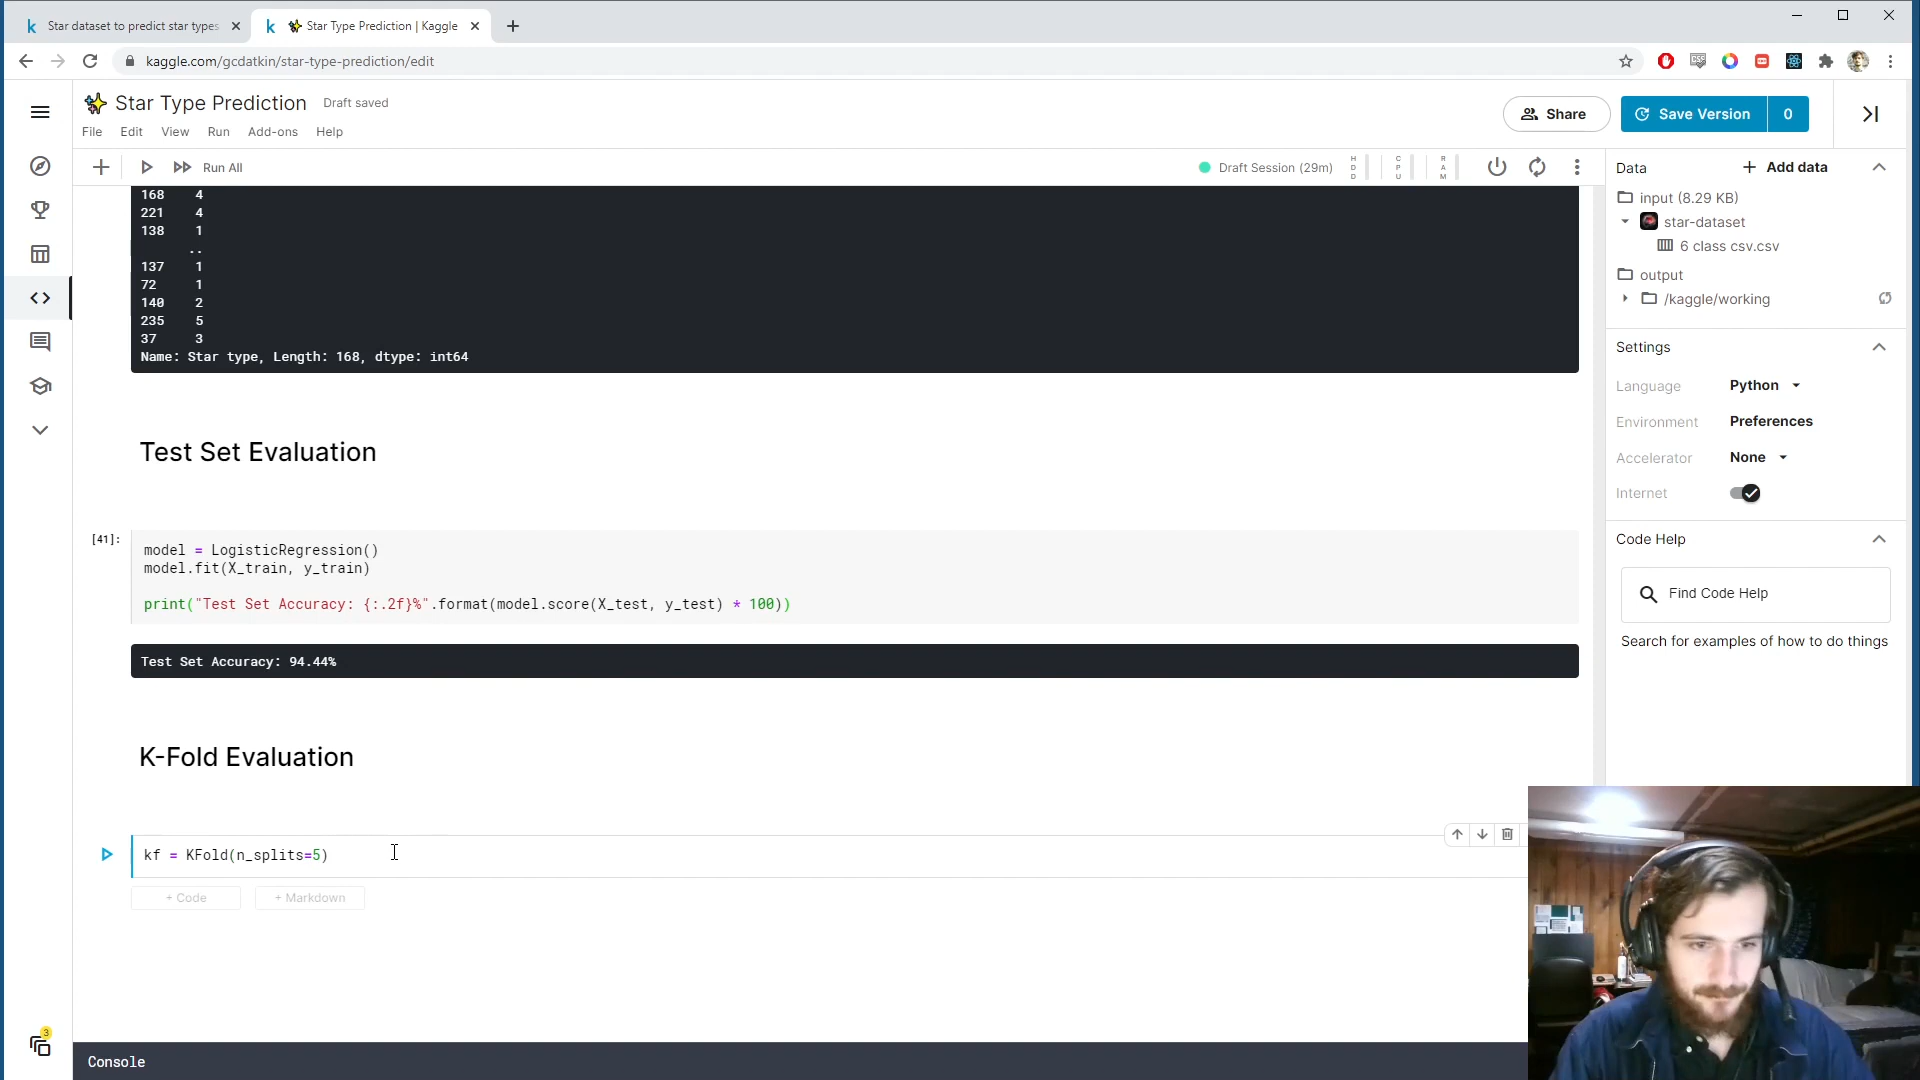 Star dataset to predict star types
Star Type Prediction | Kaggle
kaggle.com/gcdatkin/star-type-prediction/edit
Star Type Prediction
Draft saved
File Edit View Run Add-ons Help
Share
Save Version
0
Run All
Draft Session (29m)
HDD
CPU
RAM
168 4
221 4
138 1
..
137 1
72 1
140 2
235 5
37 3
Name: Star type, Length: 168, dtype: int64
Test Set Evaluation
[41]:
model = LogisticRegression()
model.fit(X_train, y_train)
print("Test Set Accuracy: {:.2f}%".format(model.score(X_test, y_test) * 100))
Test Set Accuracy: 94.44%
K-Fold Evaluation
kf = KFold(n_splits=5)
+ Code
+ Markdown
Console
3
Data
Add data
input (8.29 KB)
star-dataset
6 class csv.csv
output
/kaggle/working
Settings
Language Python
Environment Preferences
Accelerator None
Internet
Code Help
Find Code Help
Search for examples of how to do things